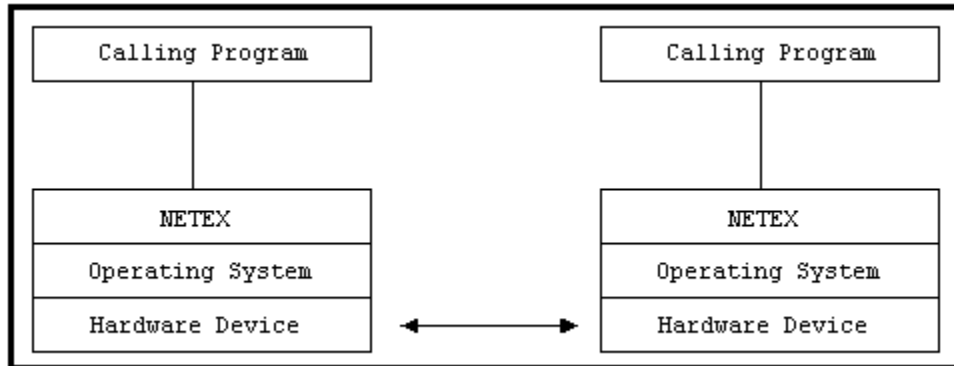 Calling Program
NETEX
Operating System
Hardware Device
Calling Program
NETEX
Operating System
Hardware Device